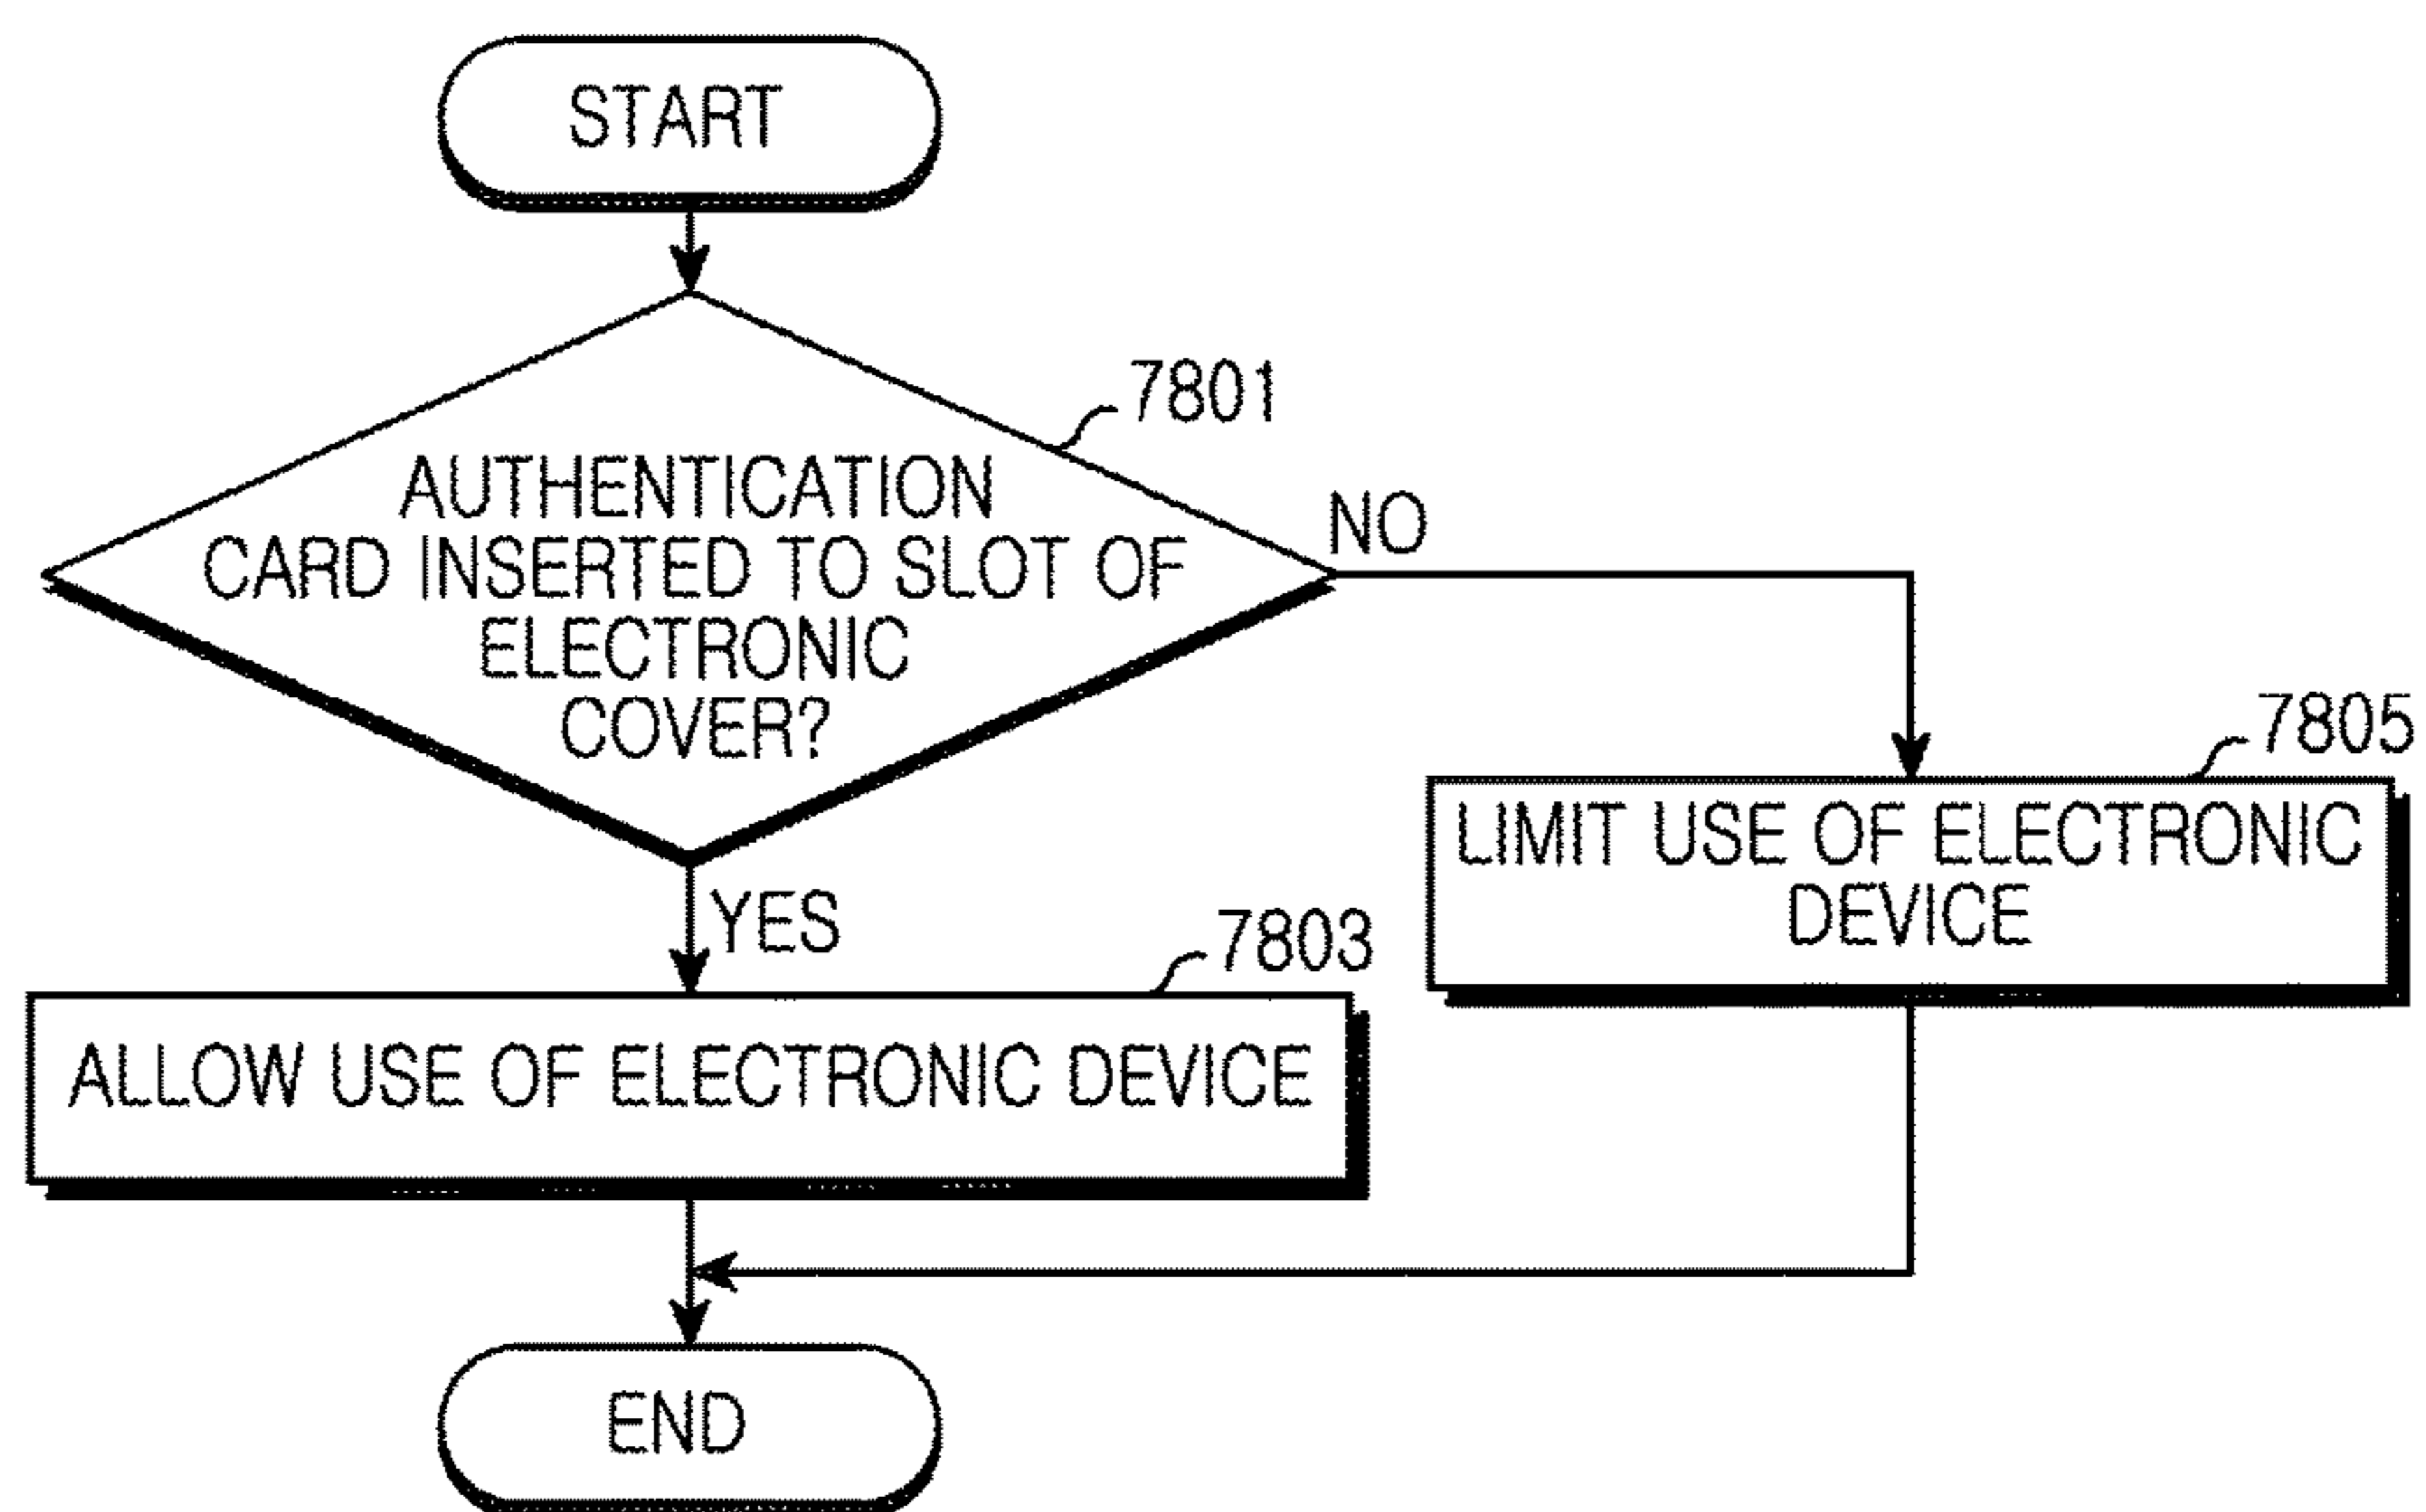 START
7801
AUTHENTICATION
CARD INSERTED TO SLOT OF
ELECTRONIC
COVER?
NO
7805
LIMIT USE OF ELECTRONIC
DEVICE
YES
7803
ALLOW USE OF ELECTRONIC DEVICE
END